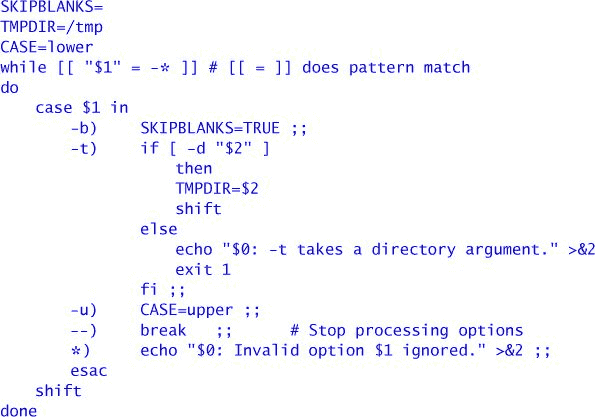 SKIPBLANKS=
TMPDIR=/tmp
CASE=lower
while [[ "$1" = -* ]] # [[ = ]] does pattern match
do
    case $1 in
        -b)     SKIPBLANKS=TRUE ;;
        -t)     if [ -d "$2" ]
                    then
                    TMPDIR=$2
                    shift
                else
                    echo "$0: -t takes a directory argument." >&2
                    exit 1
                fi ;;
        -u)     CASE=upper ;;
        --)     break   ;;      # Stop processing options
        *)      echo "$0: Invalid option $1 ignored." >&2 ;;
        esac
    shift
done